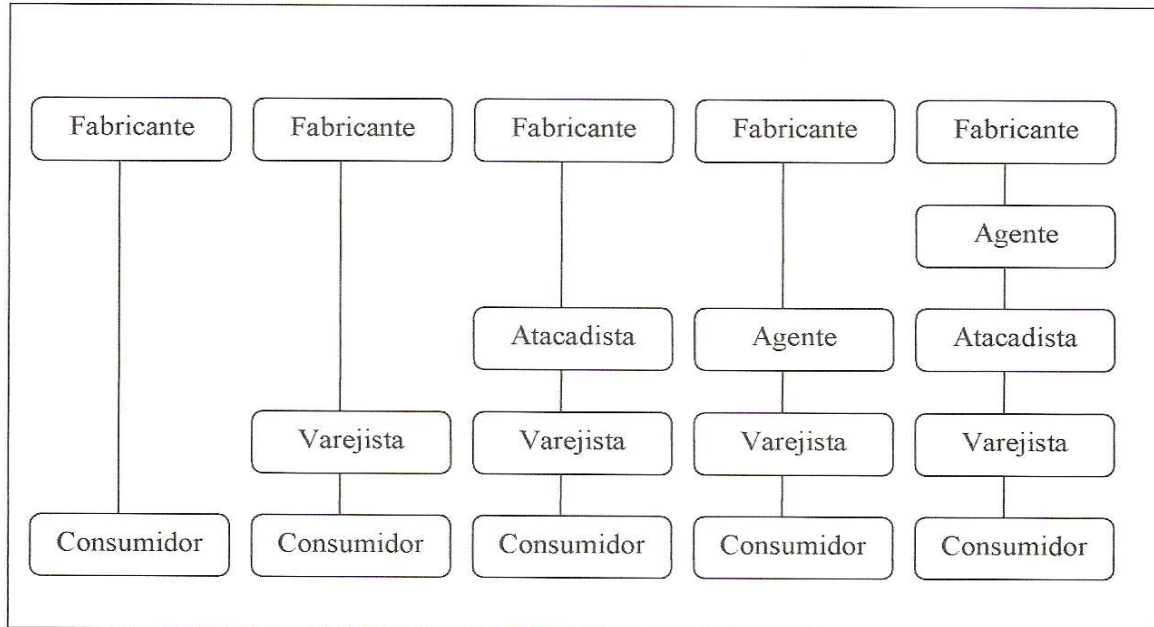 Fabricante
Fabricante
Fabricante
Fabricante
Fabricante
Agente
Atacadista
Agente
Atacadista
Varejista
Varejista
Varejista
Varejista
Consumidor
Consumidor
Consumidor
Consumidor
Consumidor